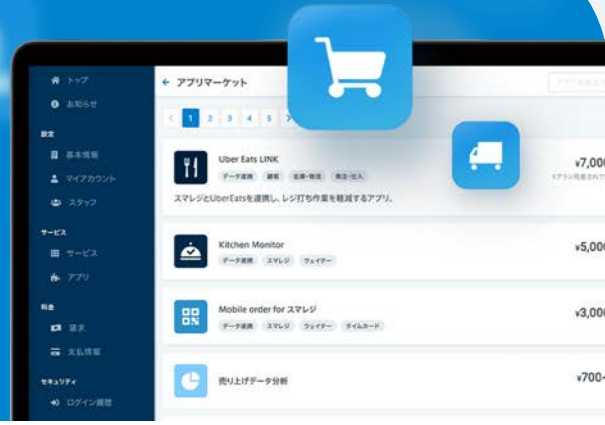 トップ
お知らせ
設定
基本情報
マイアカウント
スタッフ
サービス
サービス
アプリ
料金
請求
支払情報
セキュリティ
ログイン履歴
← アプリマーケット
< 1 2 3 4 5 >
Uber Eats LINK
データ連携 顧客 在庫・物流 発注・仕入
スマレジとUberEatsを連携し、レジ打ち作業を軽減するアプリ。
¥7,000
Kitchen Monitor
データ連携 スマレジ ウェイター
¥5,000
Mobile order for スマレジ
データ連携 スマレジ ウェイター タイムカード
¥3,000
売り上げデータ分析
¥700~